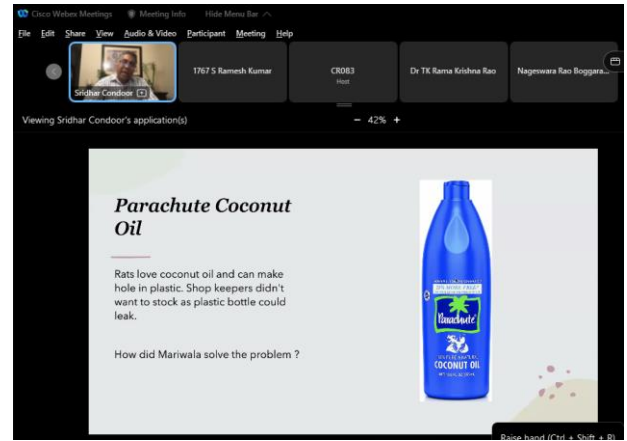 Cisco Webex Meetings Meeting Info Hide Menu Bar
File Edit Share View Audio & Video Participant Meeting Help
Sridhar Condoor
1767 S Ramesh Kumar
CR083
Host
Dr TK Rama Krishna Rao
Nageswara Rao Boggara...
Viewing Sridhar Condoor's application(s) − 42% +
Parachute Coconut
Oil
Rats love coconut oil and can make
hole in plastic. Shop keepers didn't
want to stock as plastic bottle could
leak.
How did Mariwala solve the problem ?
Parachute
COCONUT OIL
Raise hand (Ctrl + Shift + R)